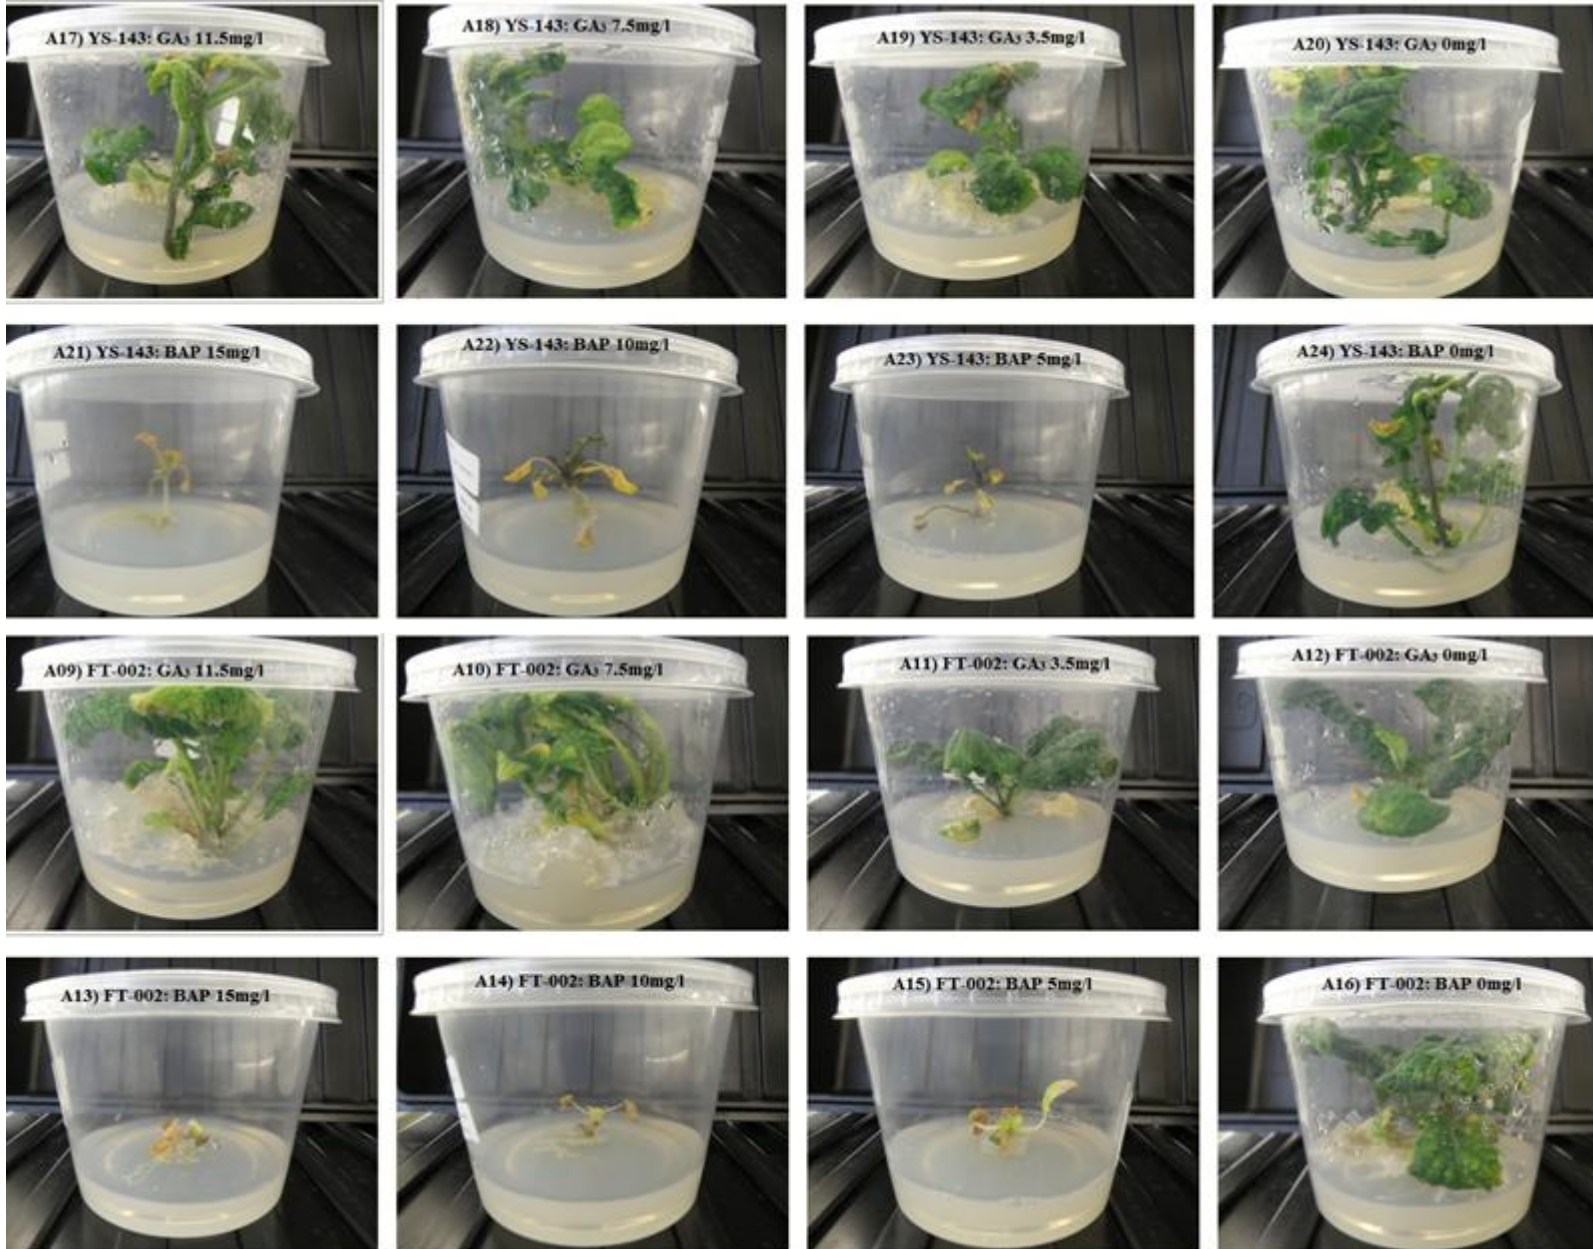 A17) YS-143: GA₃ 11.5mg/l
A18) YS-143: GA₃ 7.5mg/l
A19) YS-143: GA₃ 3.5mg/l
A20) YS-143: GA₃ 0mg/l
A21) YS-143: BAP 15mg/l
A22) YS-143: BAP 10mg/l
A23) YS-143: BAP 5mg/l
A24) YS-143: BAP 0mg/l
A09) FT-002: GA₃ 11.5mg/l
A10) FT-002: GA₃ 7.5mg/l
A11) FT-002: GA₃ 3.5mg/l
A12) FT-002: GA₃ 0mg/l
A13) FT-002: BAP 15mg/l
A14) FT-002: BAP 10mg/l
A15) FT-002: BAP 5mg/l
A16) FT-002: BAP 0mg/l